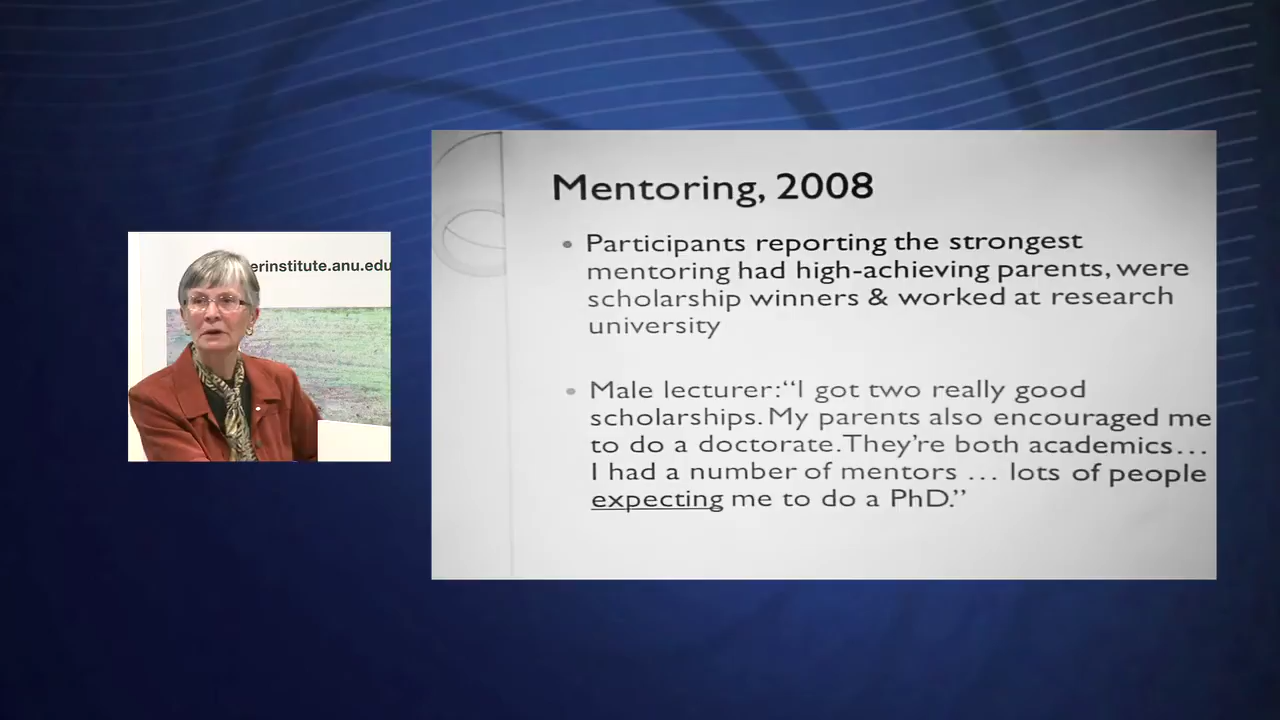 erinstitute.anu.edu
Mentoring, 2008
• Participants reporting the strongest
mentoring had high-achieving parents, were
scholarship winners & worked at research
university
• Male lecturer:“I got two really good
scholarships. My parents also encouraged me
to do a doctorate. They’re both academics…
I had a number of mentors … lots of people
expecting me to do a PhD.”